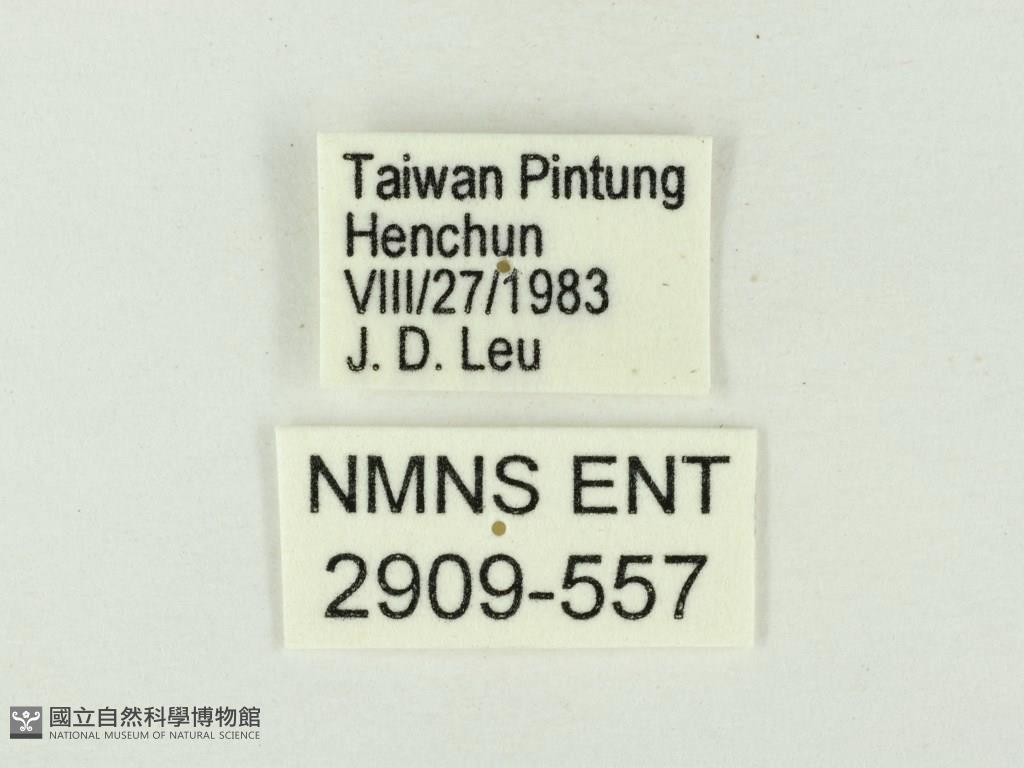 Taiwan Pintung
Henchun
VIII/27/1983
J. D. Leu
NMNS ENT
2909-557
國立自然科學博物館
NATIONAL MUSEUM OF NATURAL SCIENCE